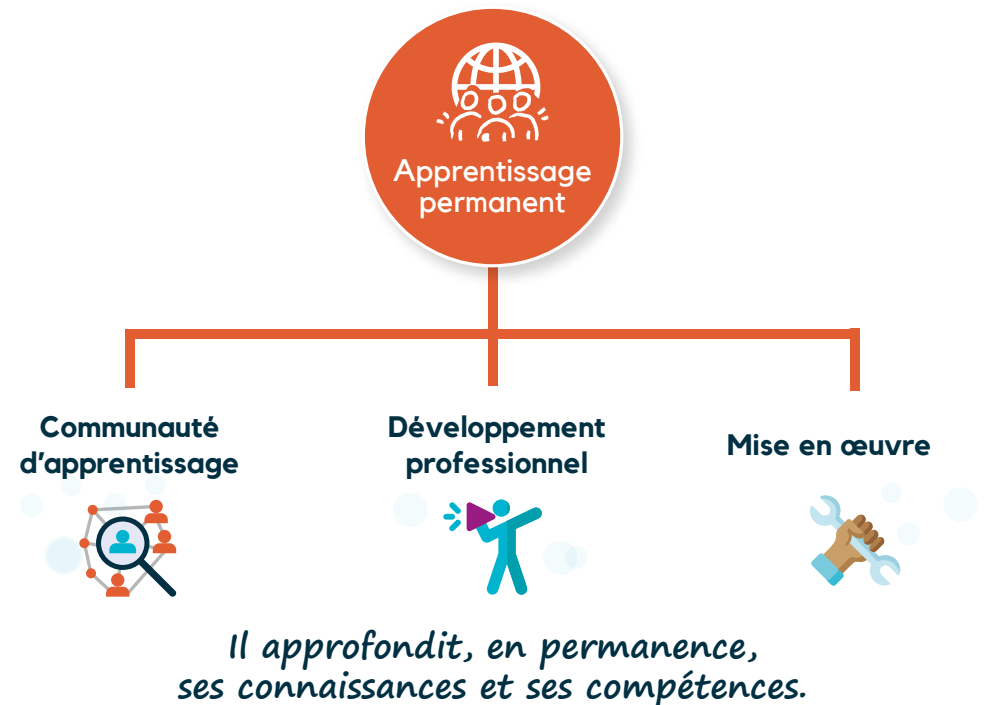 Apprentissage
permanent
Communauté
d'apprentissage
Développement
professionnel
Mise en œuvre
Il approfondit, en permanence,
ses connaissances et ses compétences.